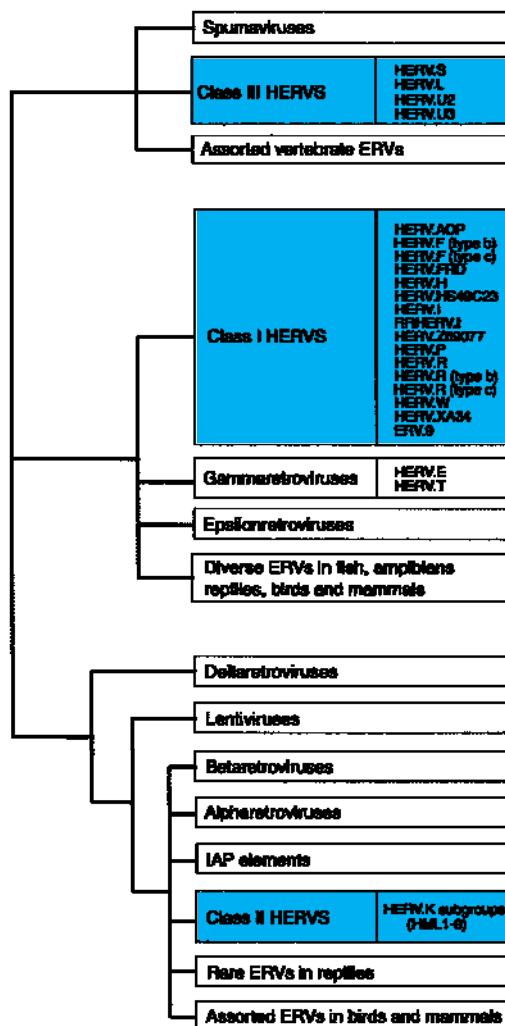 Spumaviruses
Class III HERVS
HERV.S
HERV.L
HERV.U2
HERV.U3
Assorted vertebrate ERVs
Class I HERVS
HERV.ADP
HERV.F (type b)
HERV.F (type c)
HERV.FRD
HERV.H
HERV.HS49C23
HERV.I
RRHERV.I
HERV.Z69077
HERV.P
HERV.R
HERV.R (type b)
HERV.R (type c)
HERV.W
HERV.XA34
ERV.9
Gammaretroviruses
HERV.E
HERV.T
Epsilonretroviruses
Diverse ERVs in fish, ampibians
reptiles, birds and mammals
Deltaretroviruses
Lentiviruses
Betaretroviruses
Alpharetroviruses
IAP elements
Class II HERVS
HERV.K subgroups
Rare ERVs in reptiles
Assorted ERVs in birds and mammals